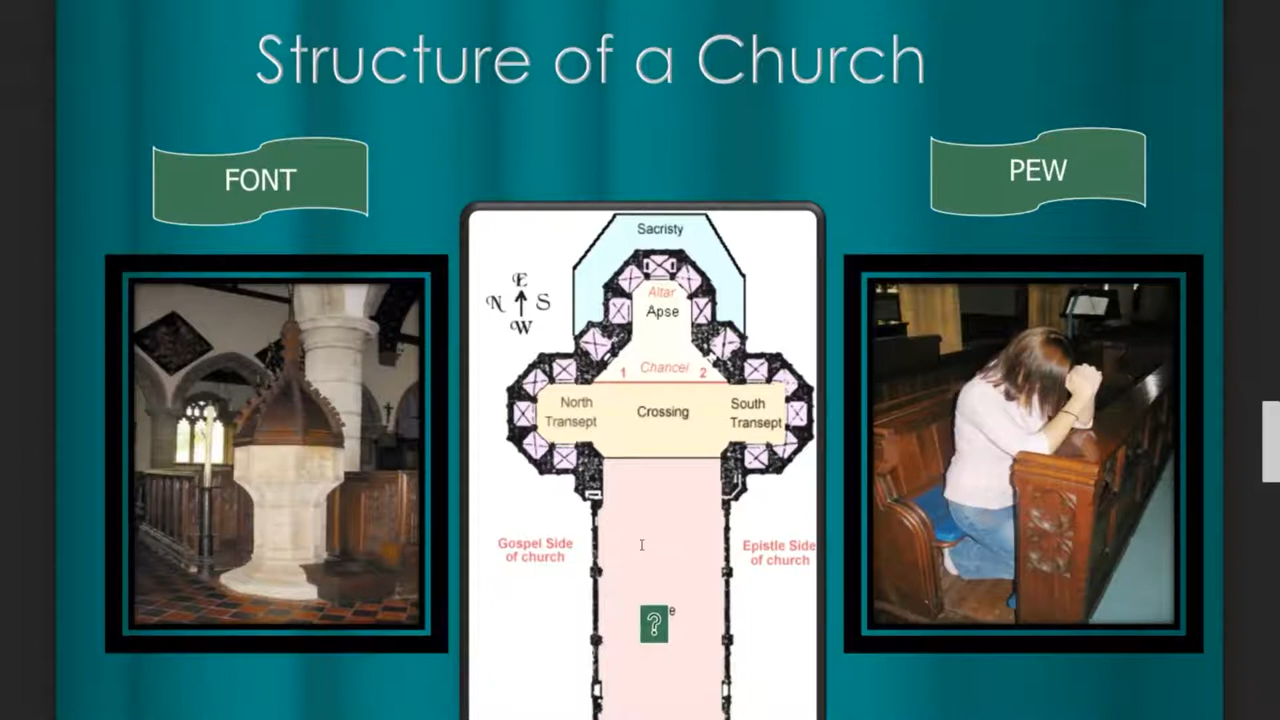 Structure of a Church
FONT
PEW
Sacristy
E
N S
W
Altar
Apse
1 Chancel 2
North
Transept
Crossing
South
Transept
Gospel Side
of church
Epistle Side
of church
e
?